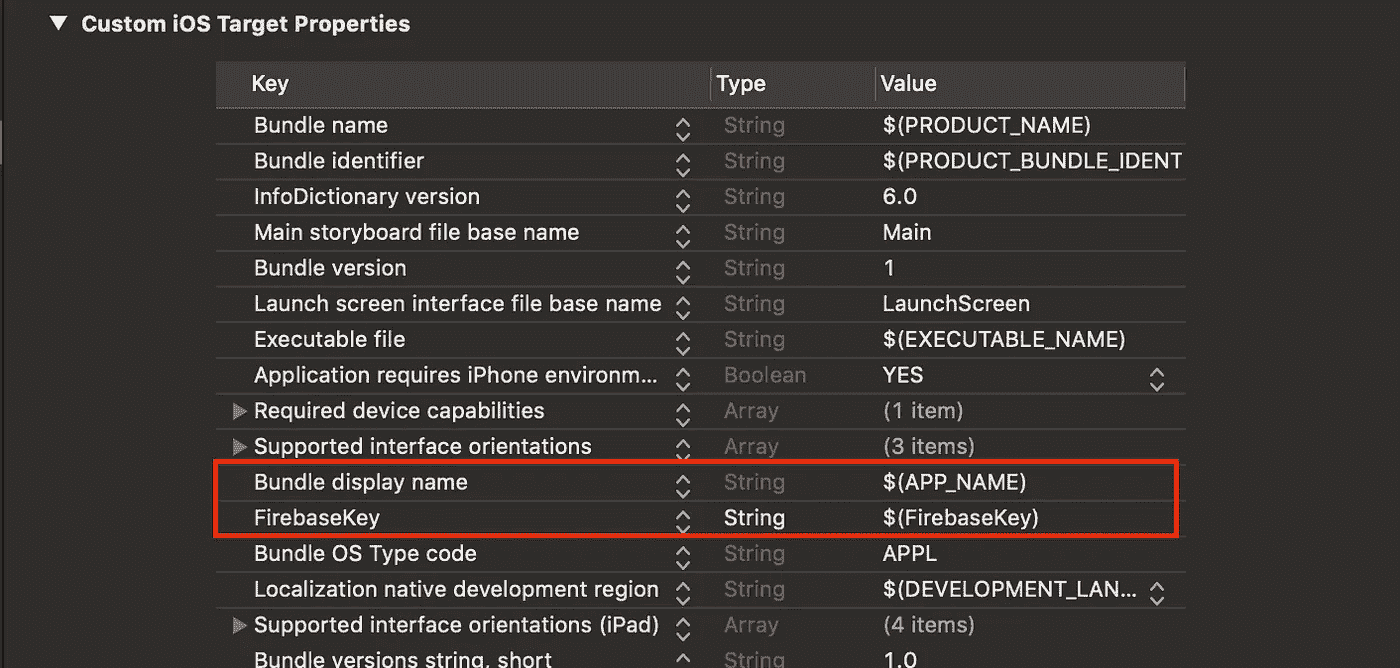 Custom iOS Target Properties
Key Type Value
Bundle name String $(PRODUCT_NAME)
Bundle identifier String $(PRODUCT_BUNDLE_IDENT
InfoDictionary version String 6.0
Main storyboard file base name String Main
Bundle version String 1
Launch screen interface file base name String LaunchScreen
Executable file String $(EXECUTABLE_NAME)
Application requires iPhone environm... Boolean YES
Required device capabilities Array (1 item)
Supported interface orientations Array (3 items)
Bundle display name String $(APP_NAME)
FirebaseKey String $(FirebaseKey)
Bundle OS Type code String APPL
Localization native development region String $(DEVELOPMENT_LAN...
Supported interface orientations (iPad) Array (4 items)
Bundle versions string, short String 1.0